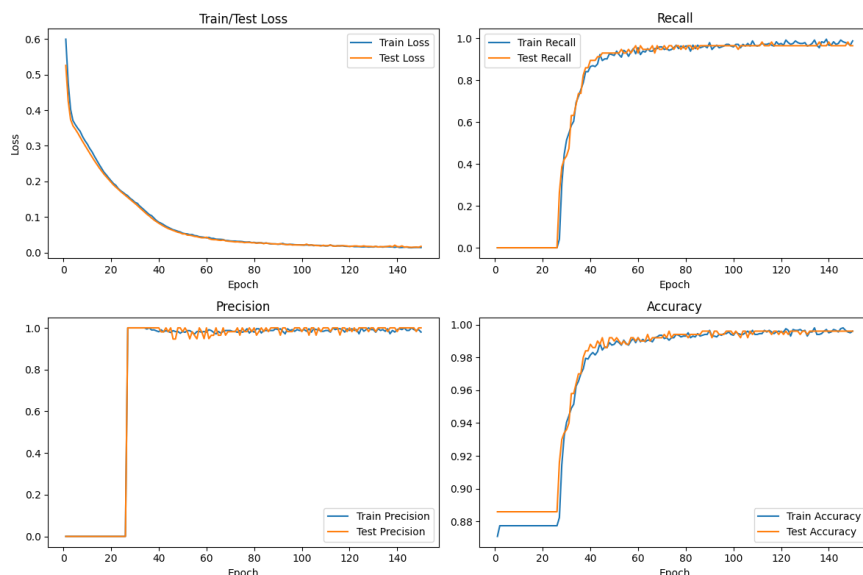 Train/Test Loss
Loss
0.6
0.5
0.4
0.3
0.2
0.1
0.0
Train Loss
Test Loss
0 20 40 60 80 100 120 140
Epoch
Recall
1.0
0.8
0.6
0.4
0.2
0.0
Train Recall
Test Recall
0 20 40 60 80 100 120 140
Epoch
Precision
1.0
0.8
0.6
0.4
0.2
0.0
Train Precision
Test Precision
0 20 40 60 80 100 120 140
Epoch
Accuracy
1.00
0.98
0.96
0.94
0.92
0.90
0.88
Train Accuracy
Test Accuracy
0 20 40 60 80 100 120 140
Epoch